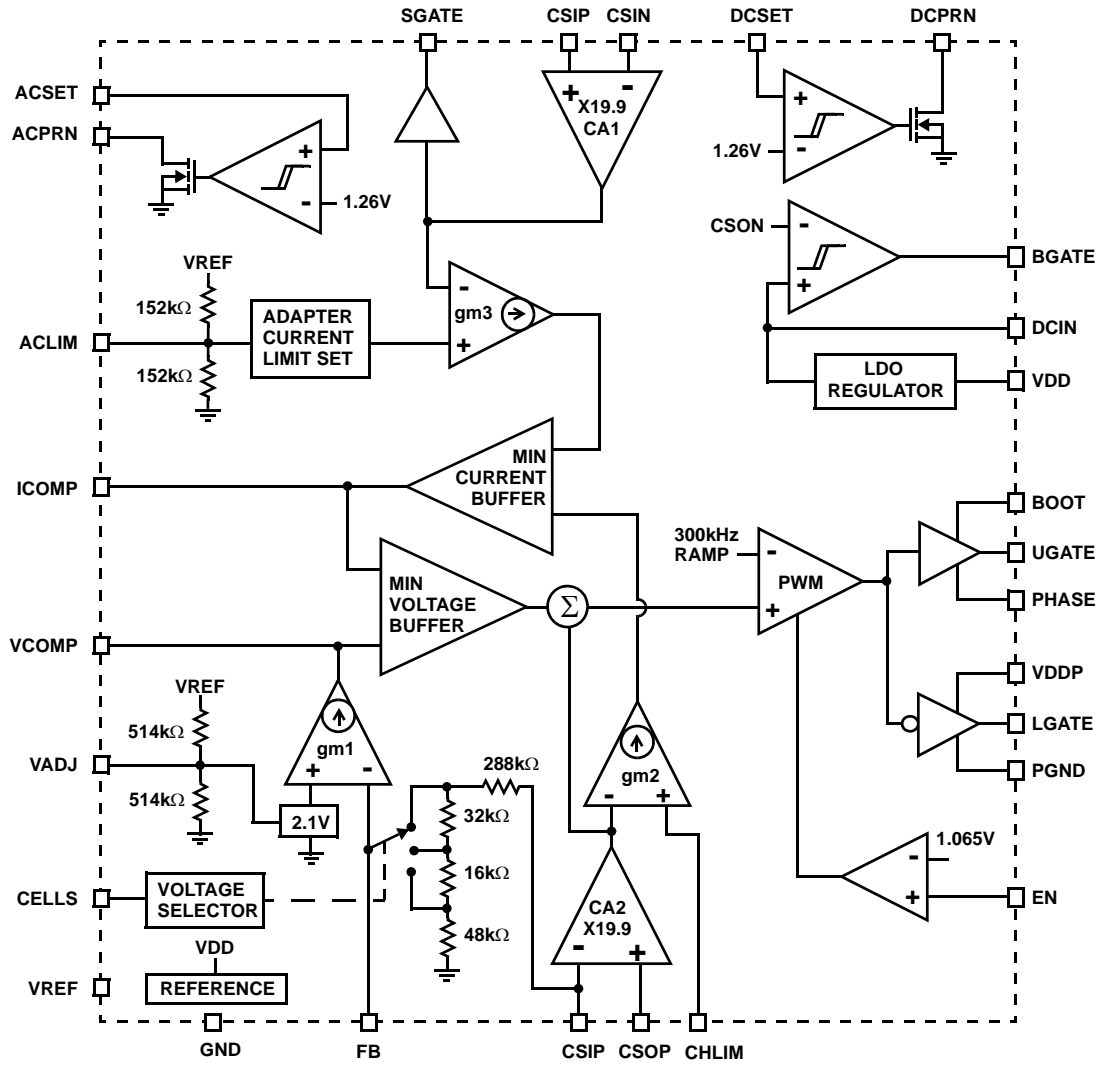 SGATE
CSIP
CSIN
DCSET
DCPRN
ACSET
ACPRN
+
-
1.26V
+
-
X19.9
CA1
+
-
1.26V
CSON
-
+
BGATE
DCIN
LDO
REGULATOR
VDD
VREF
152kΩ
152kΩ
ACLIM
ADAPTER
CURRENT
LIMIT SET
-
gm3
+
MIN
CURRENT
BUFFER
ICOMP
MIN
VOLTAGE
BUFFER
Σ
VCOMP
300kHz
RAMP
-
PWM
+
BOOT
UGATE
PHASE
VDDP
LGATE
PGND
VREF
514kΩ
514kΩ
VADJ
gm1
+
-
2.1V
288kΩ
32kΩ
16kΩ
48kΩ
gm2
-
+
CA2
X19.9
-
+
1.065V
-
+
EN
CELLS
VOLTAGE
SELECTOR
VDD
REFERENCE
VREF
GND
FB
CSIP
CSOP
CHLIM